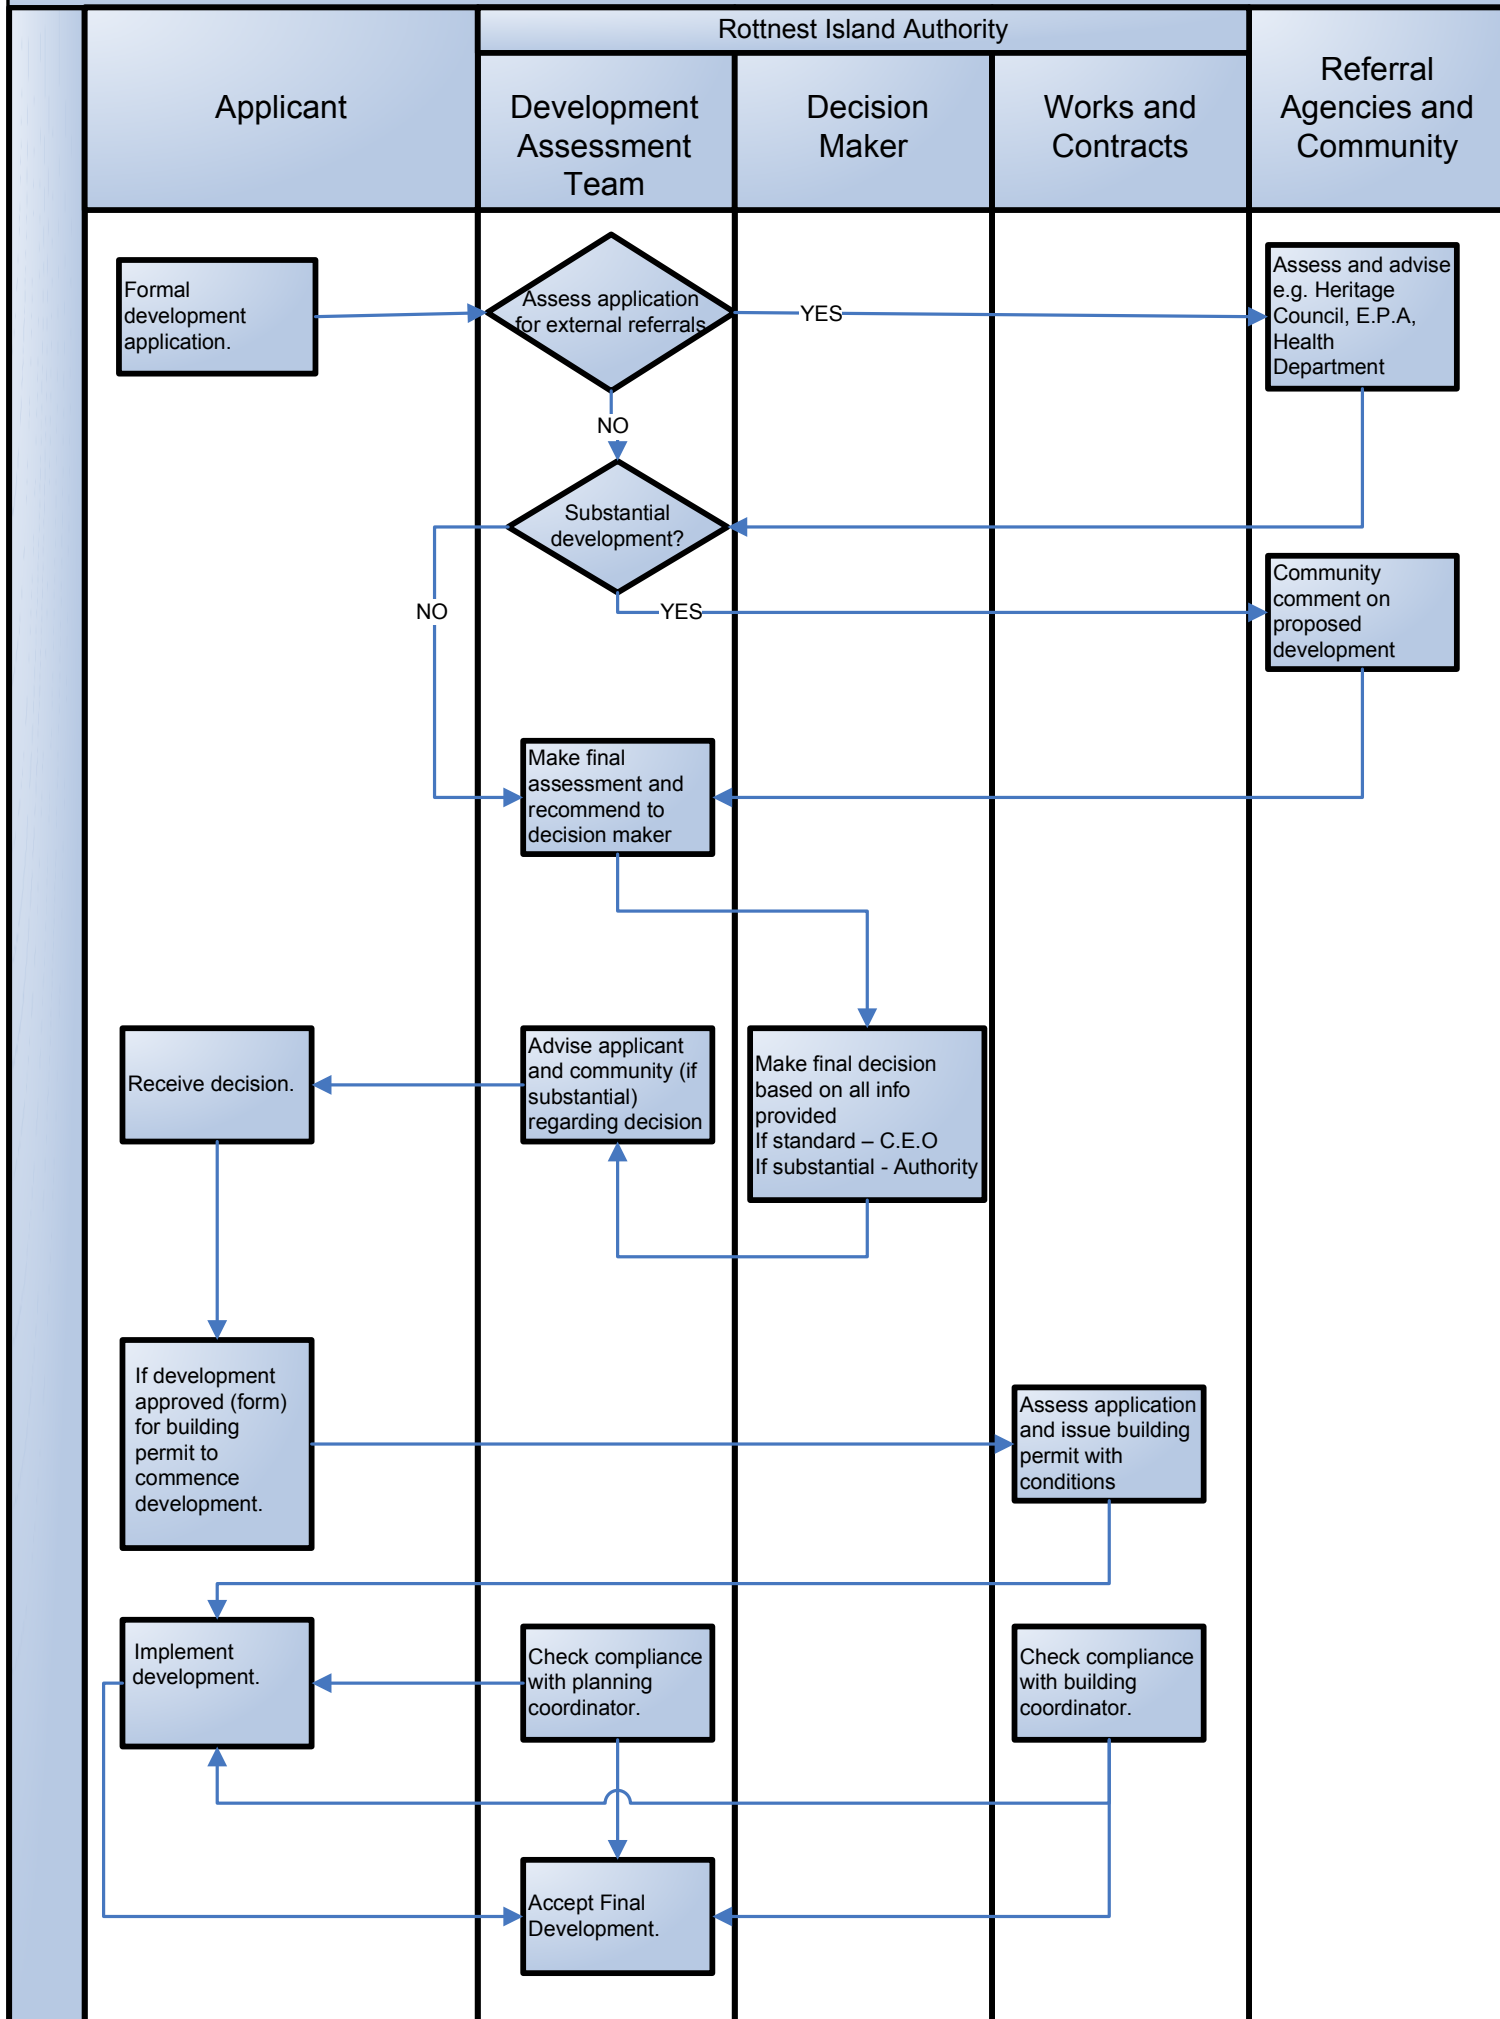 Rottnest Island Authority
Applicant
Development
Assessment
Team
Decision
Maker
Works and
Contracts
Referral
Agencies and
Community
Formal
development
application.
Assess application
for external referrals
YES
Assess and advise
e.g. Heritage
Council, E.P.A,
Health
Department
NO
Substantial
development?
NO
YES
Community
comment on
proposed
development
Make final
assessment and
recommend to
decision maker
Receive decision.
Advise applicant
and community (if
substantial)
regarding decision
Make final decision
based on all info
provided
If standard – C.E.O
If substantial - Authority
If development
approved (form)
for building
permit to
commence
development.
Assess application
and issue building
permit with
conditions
Implement
development.
Check compliance
with planning
coordinator.
Check compliance
with building
coordinator.
Accept Final
Development.